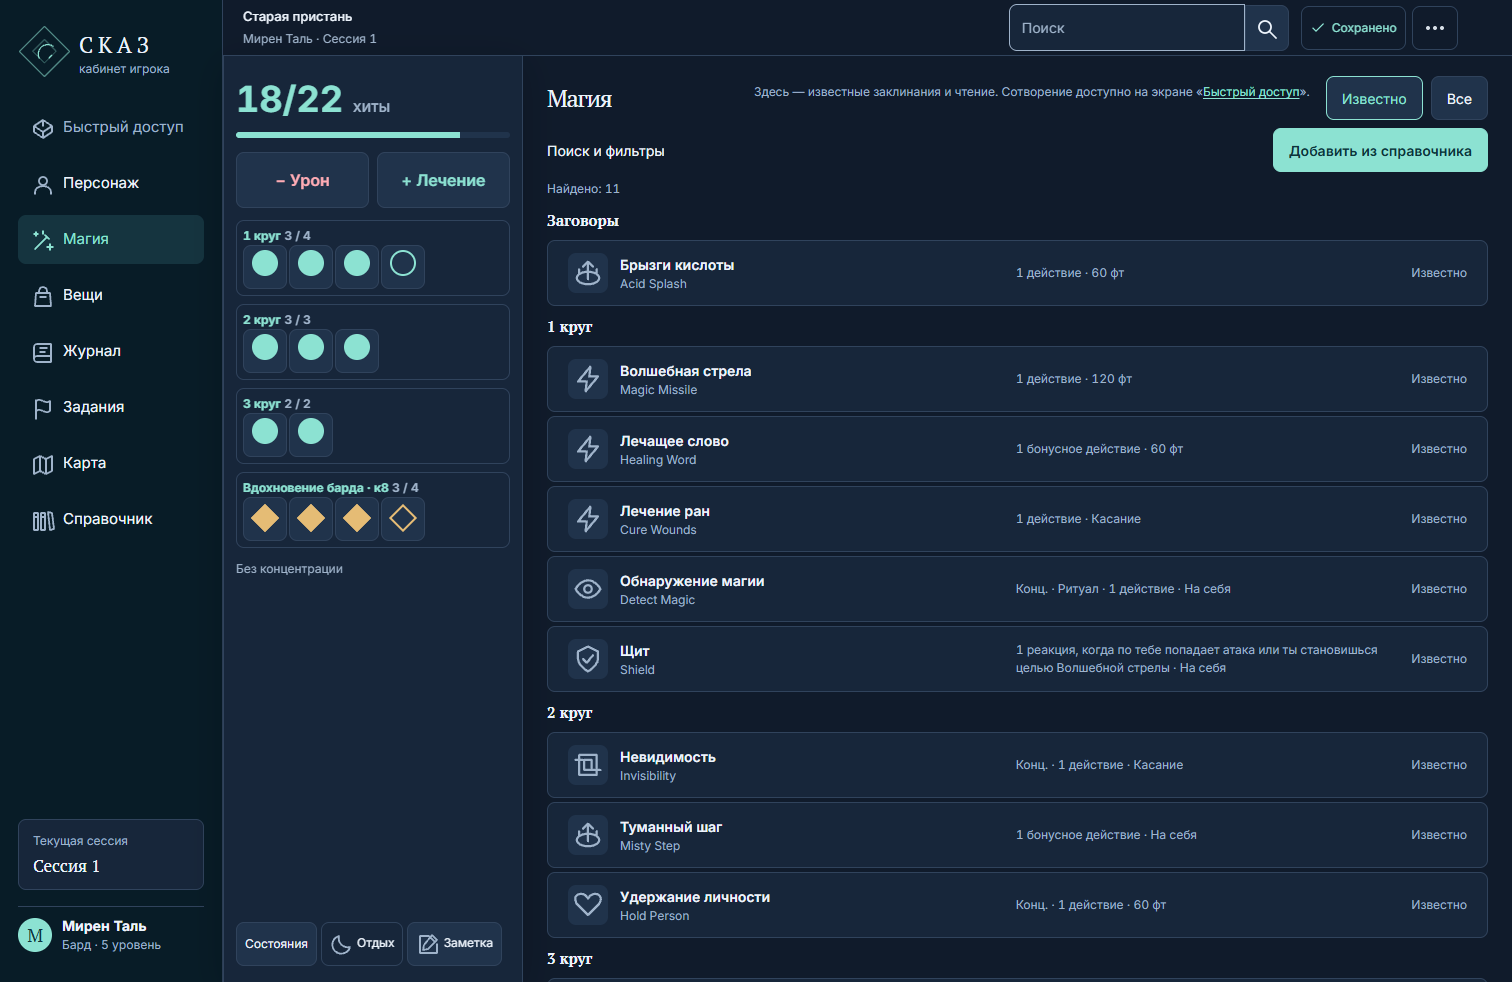 СКАЗ
кабинет игрока
Быстрый доступ
Персонаж
Магия
Вещи
Журнал
Задания
Карта
Справочник
Текущая сессия
Сессия 1
М
Мирен Таль
Бард · 5 уровень
Старая пристань
Мирен Таль · Сессия 1
Поиск
Сохранено
18/22 хиты
− Урон
+ Лечение
1 круг 3 / 4
2 круг 3 / 3
3 круг 2 / 2
Вдохновение барда · к8 3 / 4
Без концентрации
Состояния
Отдых
Заметка
Магия
Здесь — известные заклинания и чтение. Сотворение доступно на экране «Быстрый доступ».
Известно
Все
Поиск и фильтры
Добавить из справочника
Найдено: 11
Заговоры
Брызги кислоты
Acid Splash
1 действие · 60 фт
Известно
1 круг
Волшебная стрела
Magic Missile
1 действие · 120 фт
Известно
Лечащее слово
Healing Word
1 бонусное действие · 60 фт
Известно
Лечение ран
Cure Wounds
1 действие · Касание
Известно
Обнаружение магии
Detect Magic
Конц. · Ритуал · 1 действие · На себя
Известно
Щит
Shield
1 реакция, когда по тебе попадает атака или ты становишься
целью Волшебной стрелы · На себя
Известно
2 круг
Невидимость
Invisibility
Конц. · 1 действие · Касание
Известно
Туманный шаг
Misty Step
1 бонусное действие · На себя
Известно
Удержание личности
Hold Person
Конц. · 1 действие · 60 фт
Известно
3 круг